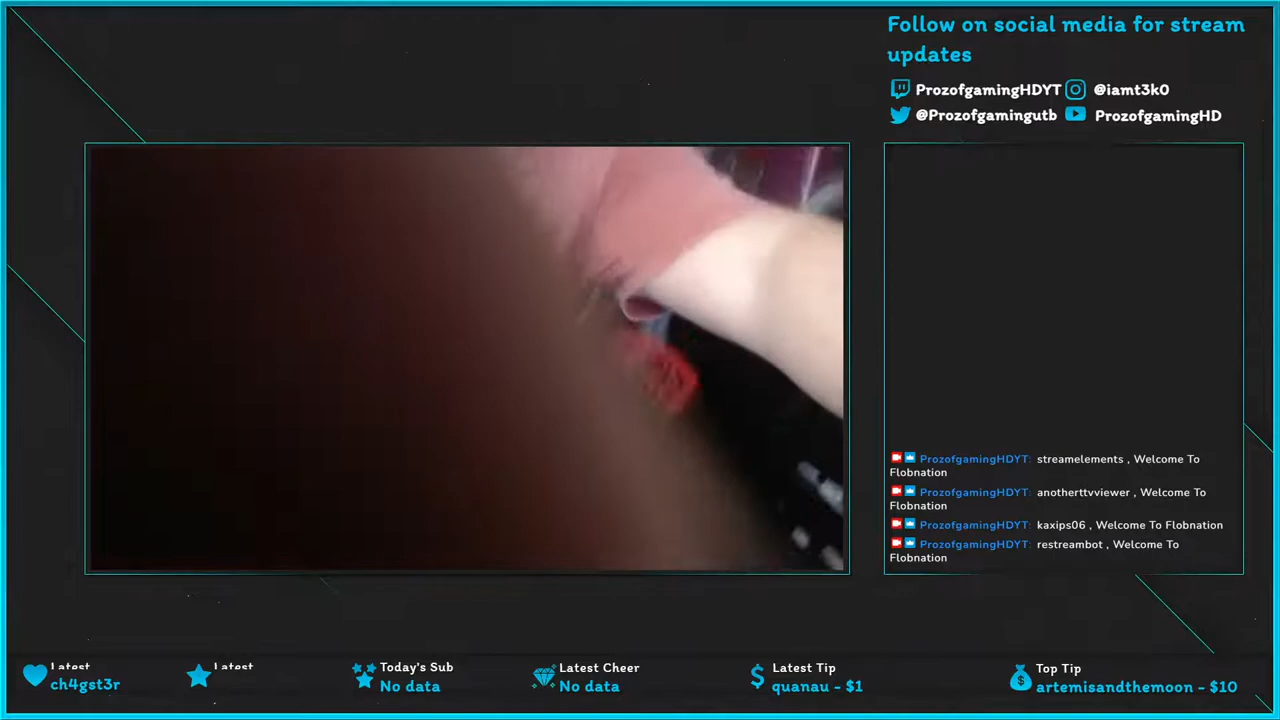 Follow on social media for stream
updates
ProzofgamingHDYT @iamt3k0
@Prozofgamingutb ProzofgamingHD
ProzofgamingHDYT: streamelements , Welcome To
Flobnation
ProzofgamingHDYT: anotherttvviewer , Welcome To
Flobnation
ProzofgamingHDYT: kaxips06 , Welcome To Flobnation
ProzofgamingHDYT: restreambot , Welcome To
Flobnation
Latest Latest Today's Sub Latest Cheer Latest Tip Top Tip
ch4gst3r No data No data quanau - $1 artemisandthemoon - $10